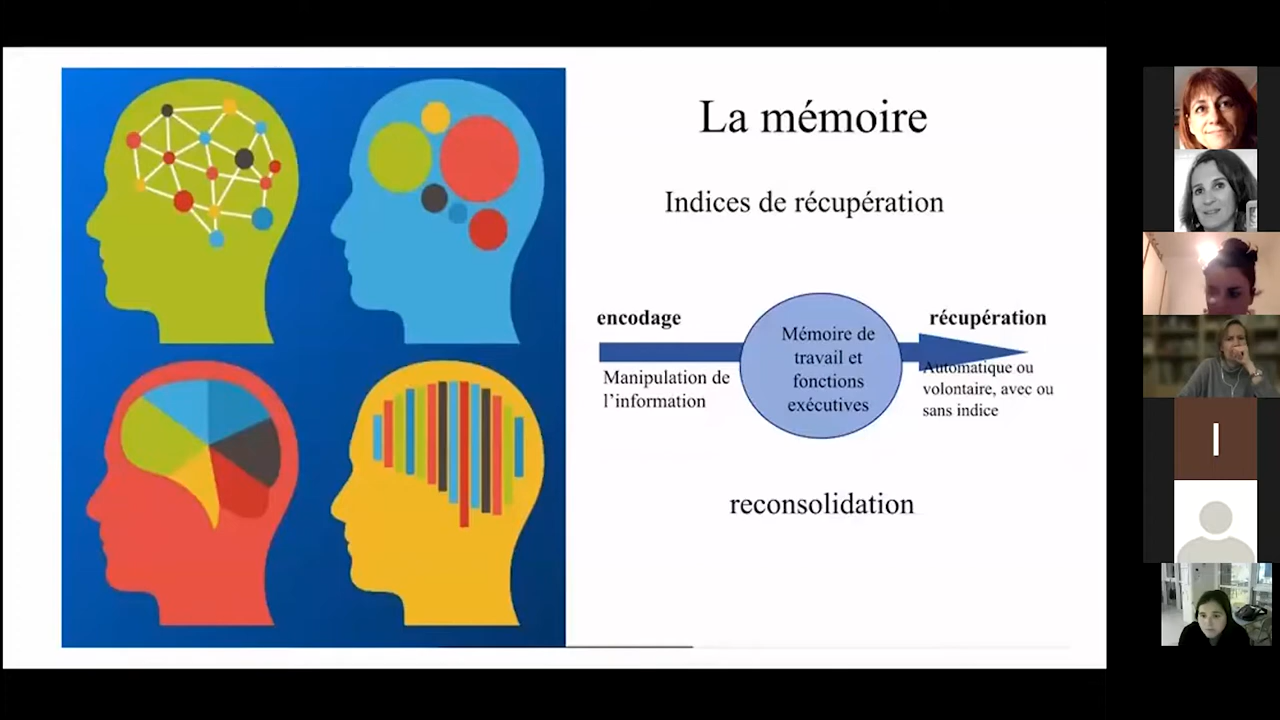 La mémoire
Indices de récupération
encodage
récupération
Manipulation de
l'information
Mémoire de
travail et
fonctions
exécutives
Automatique ou
volontaire, avec ou
sans indice
reconsolidation
I